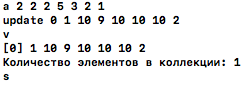 a 2 2 2 5 3 2 1
update 0 1 10 9 10 10 10 2
v
[0] 1 10 9 10 10 10 2
Количество элементов в коллекции: 1
s